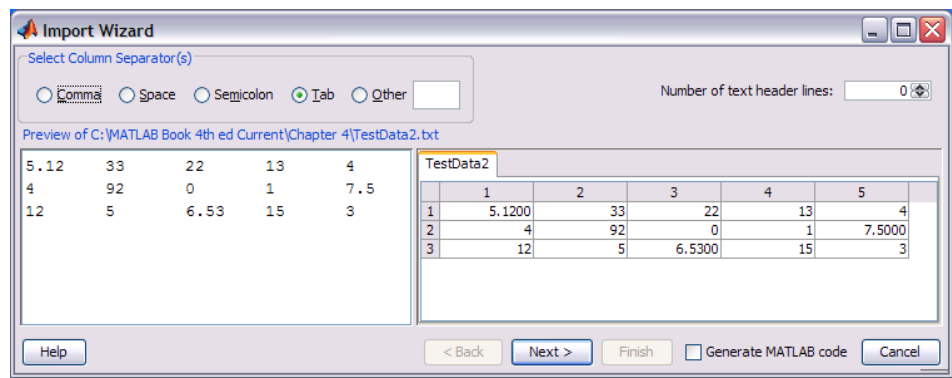 Import Wizard
Select Column Separator(s)
Comma Space Semicolon Tab Other
Number of text header lines: 0
Preview of C:\MATLAB Book 4th ed Current\Chapter 4\TestData2.txt
5.12 33 22 13 4
4 92 0 1 7.5
12 5 6.53 15 3
TestData2
1 2 3 4 5
1 5.1200 33 22 13 4
2 4 92 0 1 7.5000
3 12 5 6.5300 15 3
Help < Back Next > Finish Generate MATLAB code Cancel